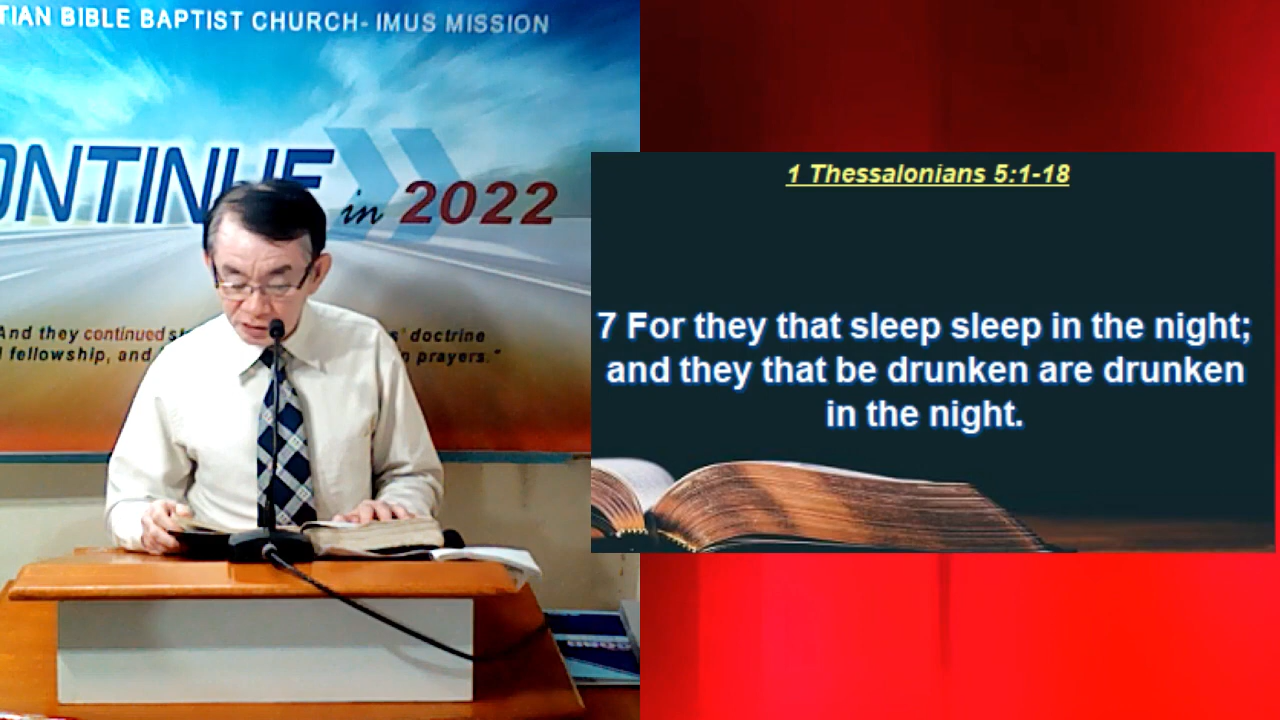 TIAN BIBLE BAPTIST CHURCH- IMUS MISSION
ONTINUE
in 2022
And they continued s
s' doctrine
fellowship, and
n prayers."
1 Thessalonians 5:1-18
7 For they that sleep sleep in the night;
and they that be drunken are drunken
in the night.